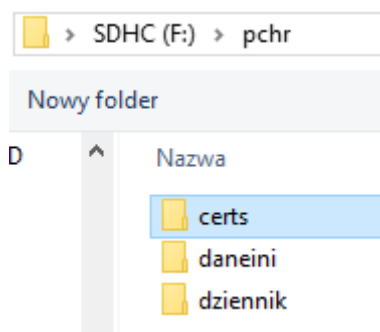 SDHC (F:) > pchr
Nowy folder
D
Nazwa
certs
daneini
dziennik